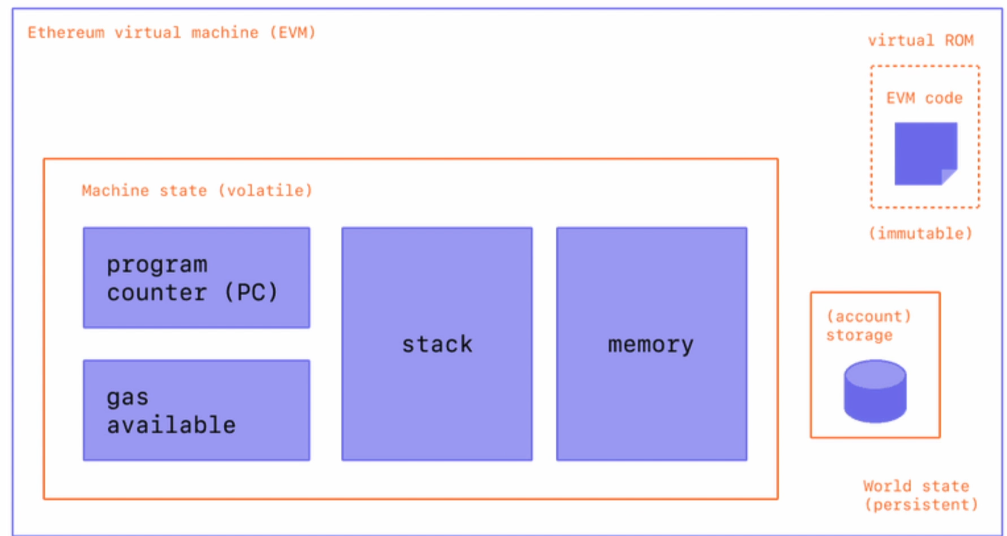 Ethereum virtual machine (EVM)
virtual ROM
EVM code
(immutable)
Machine state (volatile)
program
counter (PC)
gas
available
stack
memory
(account)
storage
World state
(persistent)